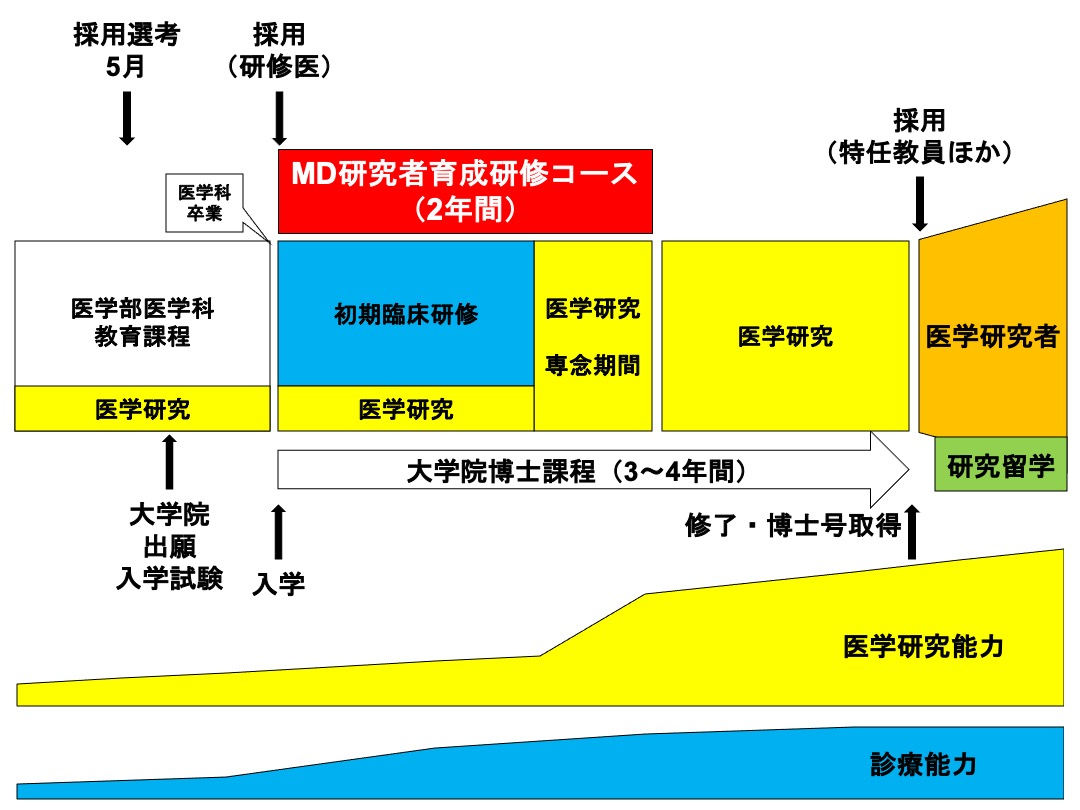 採用選考
5月
採用
（研修医）
採用
（特任教員ほか）
MD研究者育成研修コース
（2年間）
医学科
卒業
医学部医学科
教育課程
初期臨床研修
医学研究
専念期間
医学研究
医学研究者
医学研究
医学研究
研究留学
大学院博士課程（3～4年間）
大学院
出願
入学試験
入学
修了・博士号取得
医学研究能力
診療能力